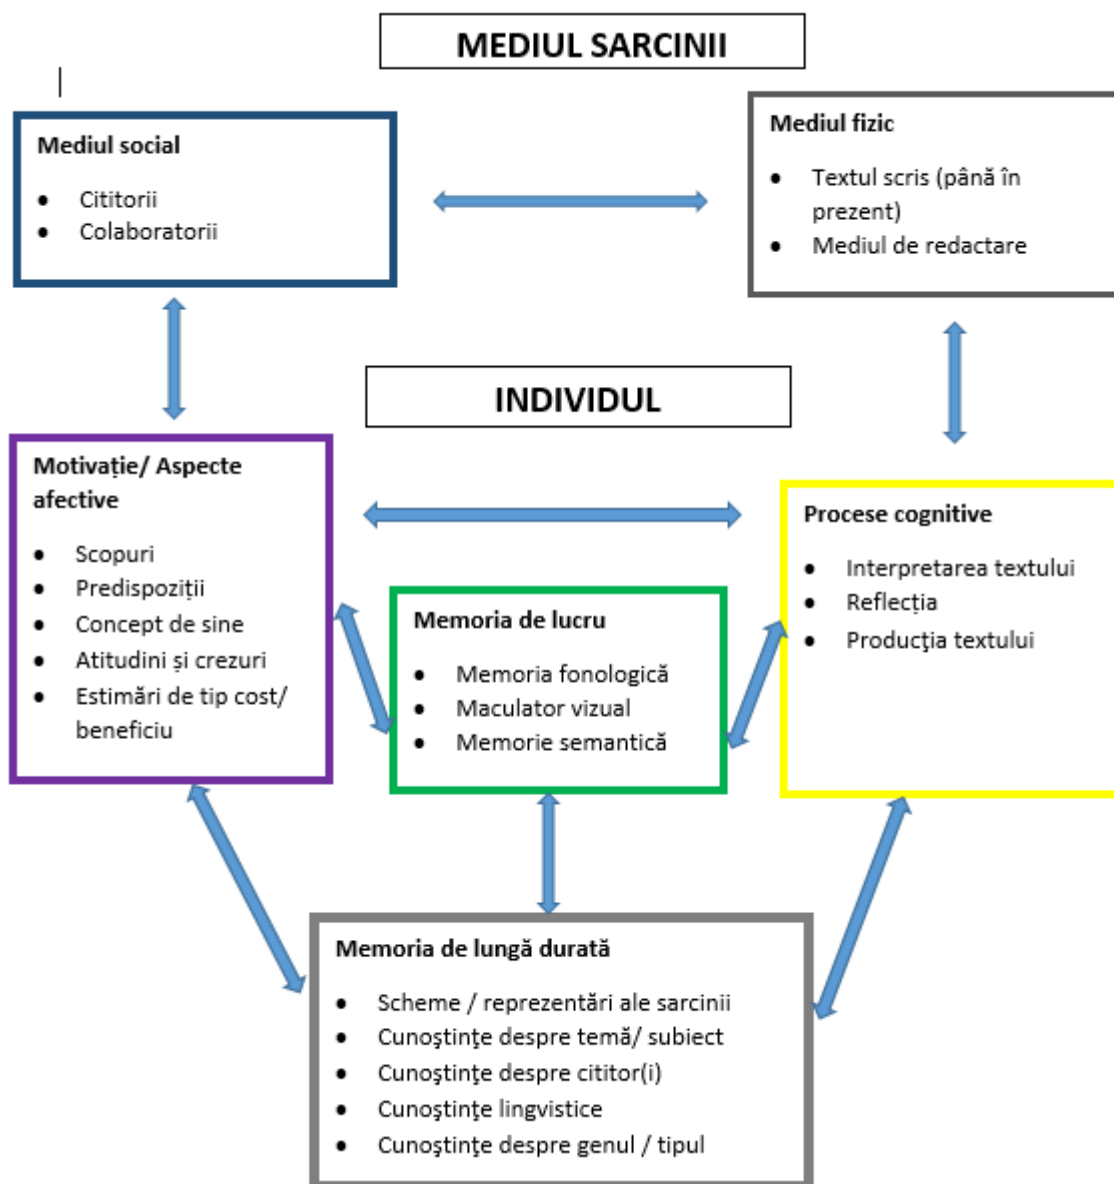 MEDIUL SARCINII
Mediul social
• Cititorii
• Colaboratorii
Mediul fizic
• Textul scris (până în
prezent)
• Mediul de redactare
INDIVIDUL
Motivație/ Aspecte
afective
• Scopuri
• Predispoziții
• Concept de sine
• Atitudini și crezuri
• Estimări de tip cost/
beneficiu
Procese cognitive
• Interpretarea textului
• Reflecția
• Producţia textului
Memoria de lucru
• Memoria fonologică
• Maculator vizual
• Memorie semantică
Memoria de lungă durată
• Scheme / reprezentări ale sarcinii
• Cunoştinţe despre temă/ subiect
• Cunoştinţe despre cititor(i)
• Cunoştinţe lingvistice
• Cunoştinţe despre genul / tipul